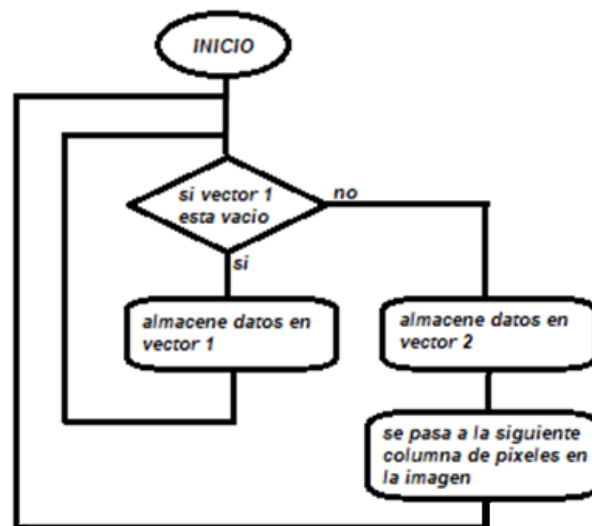 INICIO
si vector 1
esta vacio
no
si
almacene datos en
vector 1
almacene datos en
vector 2
se pasa a la siguiente
columna de pixeles en
la imagen